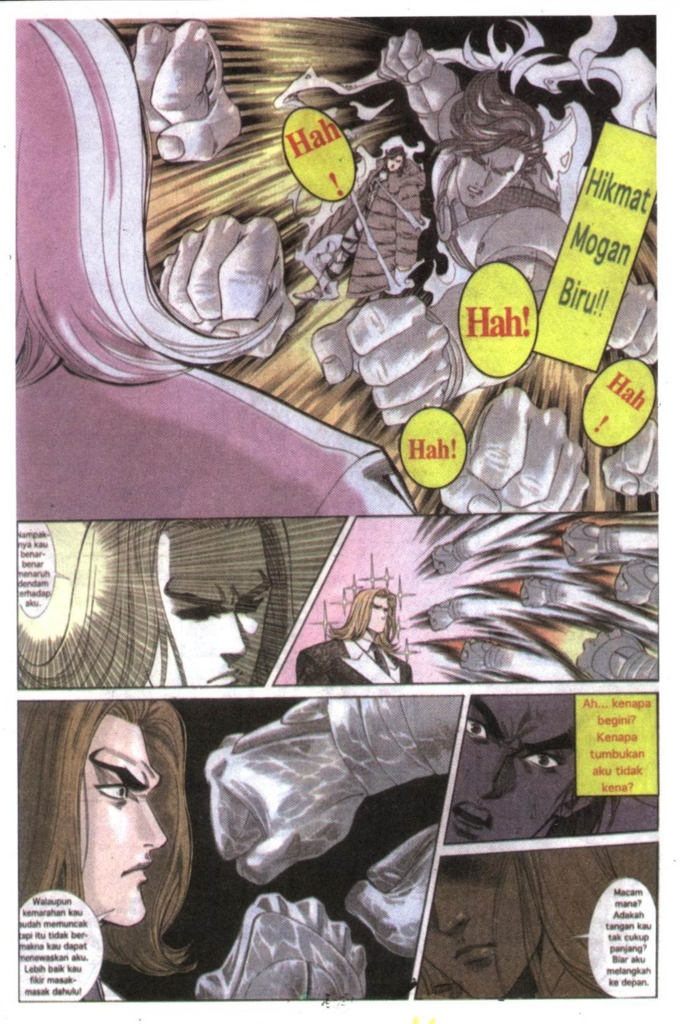 Hah
!
Hikmat
Mogan
Biru!!
Hah!
Hah
!
Hah!
Nampak-
nya kau
benar-
benar
menaruh
dendam
terhadap
aku.
Ah... kenapa
begini?
Kenapa
tumbukan
aku tidak
kena?
Walaupun
kemarahan kau
sudah memuncak
tapi itu tidak ber-
makna kau dapat
menewaskan aku.
Lebih baik kau
fikir masak-
masak dahulu!
Macam
mana?
Adakah
tangan kau
tak cukup
panjang?
Biar aku
melangkah
ke depan.